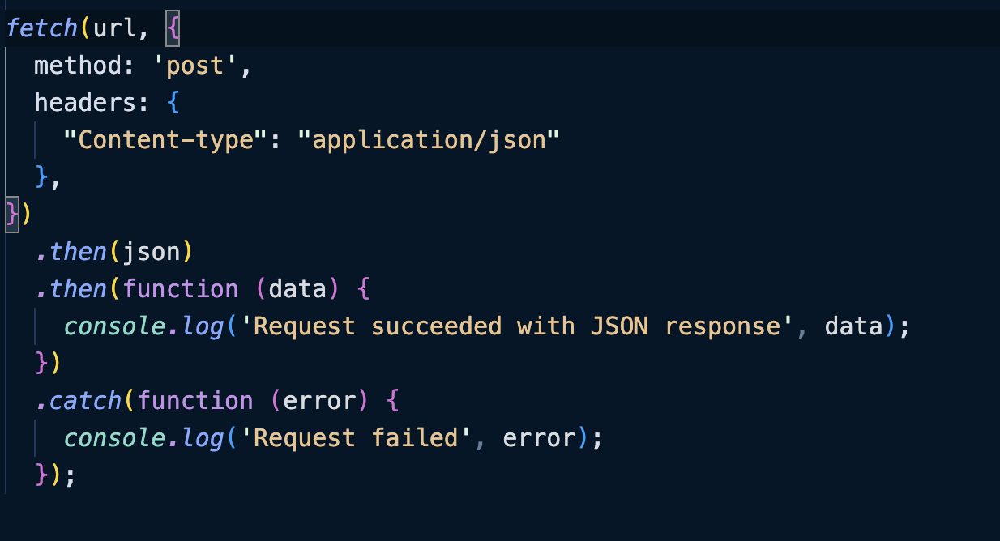 fetch(url, {
  method: 'post',
  headers: {
    "Content-type": "application/json"
  },
})
  .then(json)
  .then(function (data) {
    console.log('Request succeeded with JSON response', data);
  })
  .catch(function (error) {
    console.log('Request failed', error);
  });